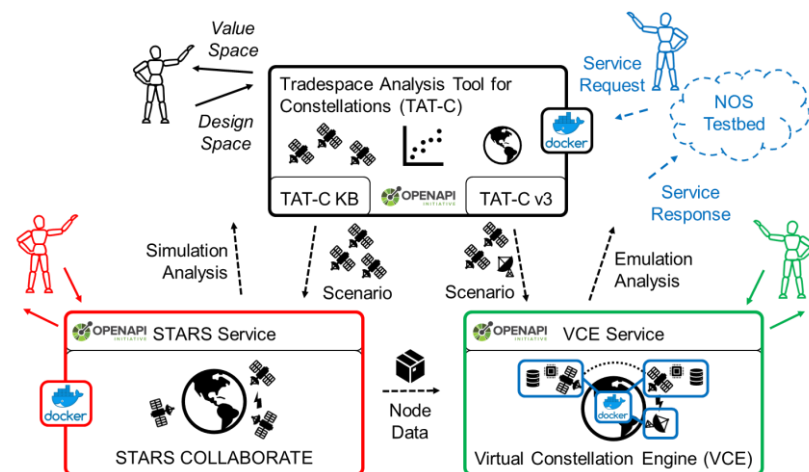 Value
Space
Design
Space
Tradespace Analysis Tool for
Constellations (TAT-C)
docker
TAT-C KB
OPENAPI
INITIATIVE
TAT-C v3
Service
Request
NOS
Testbed
Service
Response
Simulation
Analysis
Scenario
Scenario
Emulation
Analysis
OPENAPI
INITIATIVE
STARS Service
docker
STARS COLLABORATE
Node
Data
OPENAPI
INITIATIVE
VCE Service
docker
Virtual Constellation Engine (VCE)